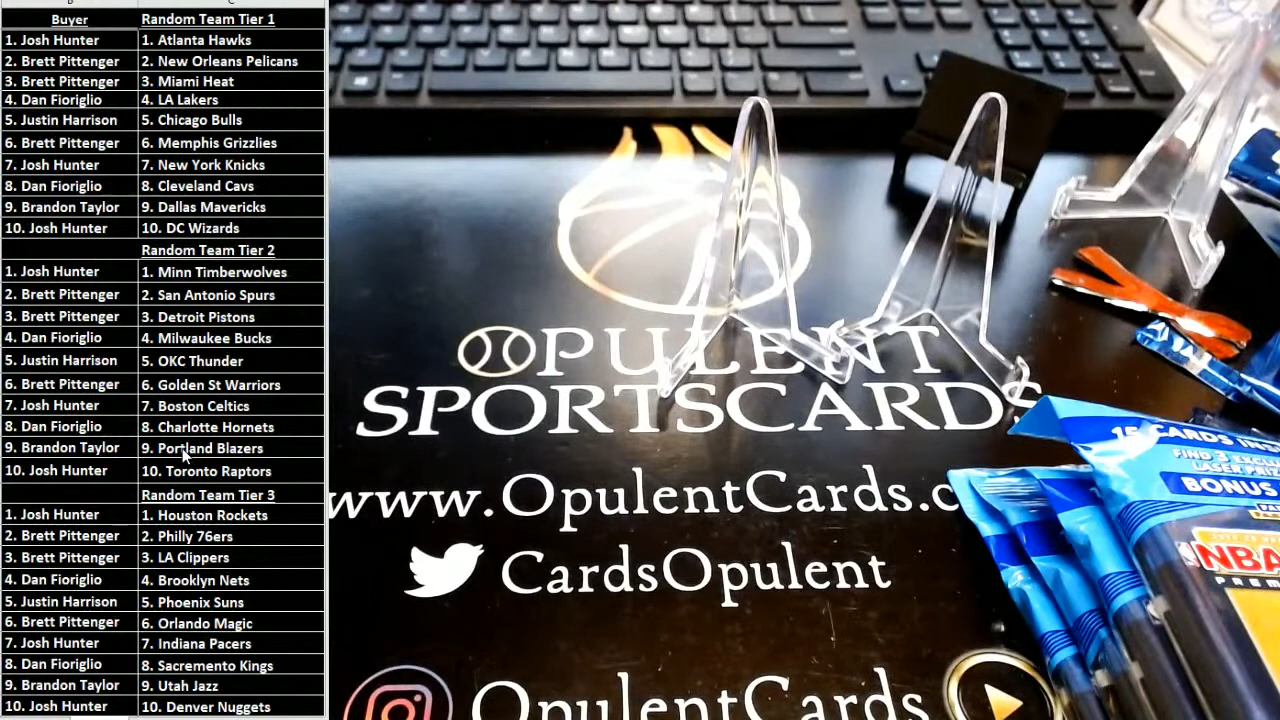 Buyer Random Team Tier 1
1. Josh Hunter 1. Atlanta Hawks
2. Brett Pittenger 2. New Orleans Pelicans
3. Brett Pittenger 3. Miami Heat
4. Dan Fioriglio 4. LA Lakers
5. Justin Harrison 5. Chicago Bulls
6. Brett Pittenger 6. Memphis Grizzlies
7. Josh Hunter 7. New York Knicks
8. Dan Fioriglio 8. Cleveland Cavs
9. Brandon Taylor 9. Dallas Mavericks
10. Josh Hunter 10. DC Wizards
Random Team Tier 2
1. Josh Hunter 1. Minn Timberwolves
2. Brett Pittenger 2. San Antonio Spurs
3. Brett Pittenger 3. Detroit Pistons
4. Dan Fioriglio 4. Milwaukee Bucks
5. Justin Harrison 5. OKC Thunder
6. Brett Pittenger 6. Golden St Warriors
7. Josh Hunter 7. Boston Celtics
8. Dan Fioriglio 8. Charlotte Hornets
9. Brandon Taylor 9. Portland Blazers
10. Josh Hunter 10. Toronto Raptors
Random Team Tier 3
1. Josh Hunter 1. Houston Rockets
2. Brett Pittenger 2. Philly 76ers
3. Brett Pittenger 3. LA Clippers
4. Dan Fioriglio 4. Brooklyn Nets
5. Justin Harrison 5. Phoenix Suns
6. Brett Pittenger 6. Orlando Magic
7. Josh Hunter 7. Indiana Pacers
8. Dan Fioriglio 8. Sacremento Kings
9. Brandon Taylor 9. Utah Jazz
10. Josh Hunter 10. Denver Nuggets
OPULENT
SPORTSCARDS
www.OpulentCards.c
CardsOpulent
OpulentCards
15 CARDS INS
FIND 3 EXCLU
LASER PRIZ
BONUS
NBA
PREM